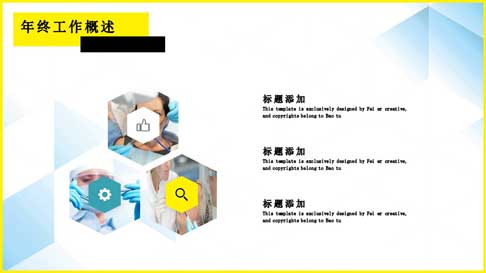 年终工作概述
标题添加
This template is exclusively designed by Fei er creative,
and copyrights belong to Bao tu
标题添加
This template is exclusively designed by Fei er creative,
and copyrights belong to Bao tu
标题添加
This template is exclusively designed by Fei er creative,
and copyrights belong to Bao tu